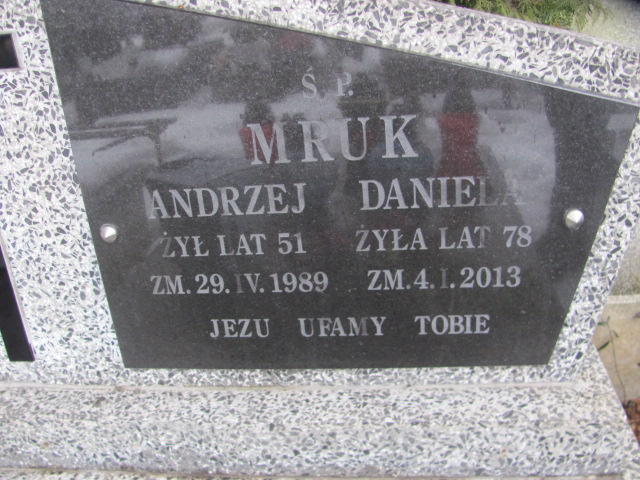 Ś. P.
MRUK
ANDRZEJ DANIELA
ŻYŁ LAT 51 ŻYŁA LAT 78
ZM. 29. IV. 1989 ZM. 4. I. 2013
JEZU UFAMY TOBIE